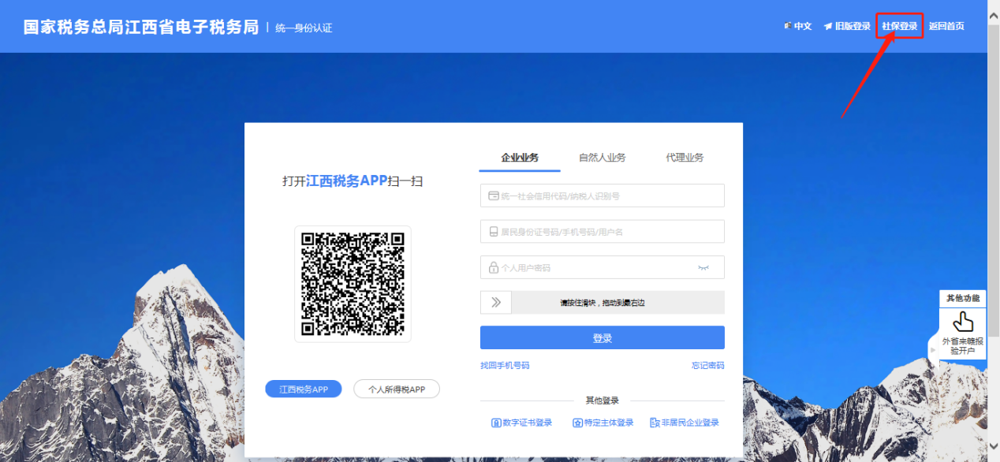 国家税务总局江西省电子税务局 | 统一身份认证
中文 旧版登录 社保登录 返回首页
打开江西税务APP扫一扫
江西税务APP 个人所得税APP
企业业务 自然人业务 代理业务
统一社会信用代码/纳税人识别号
居民身份证号码/手机号码/用户名
个人用户密码
请按住滑块，拖动到最右边
登录
找回手机号码 忘记密码
其他登录
数字证书登录 特定主体登录 非居民企业登录
其他功能
外省来赣报
验开户